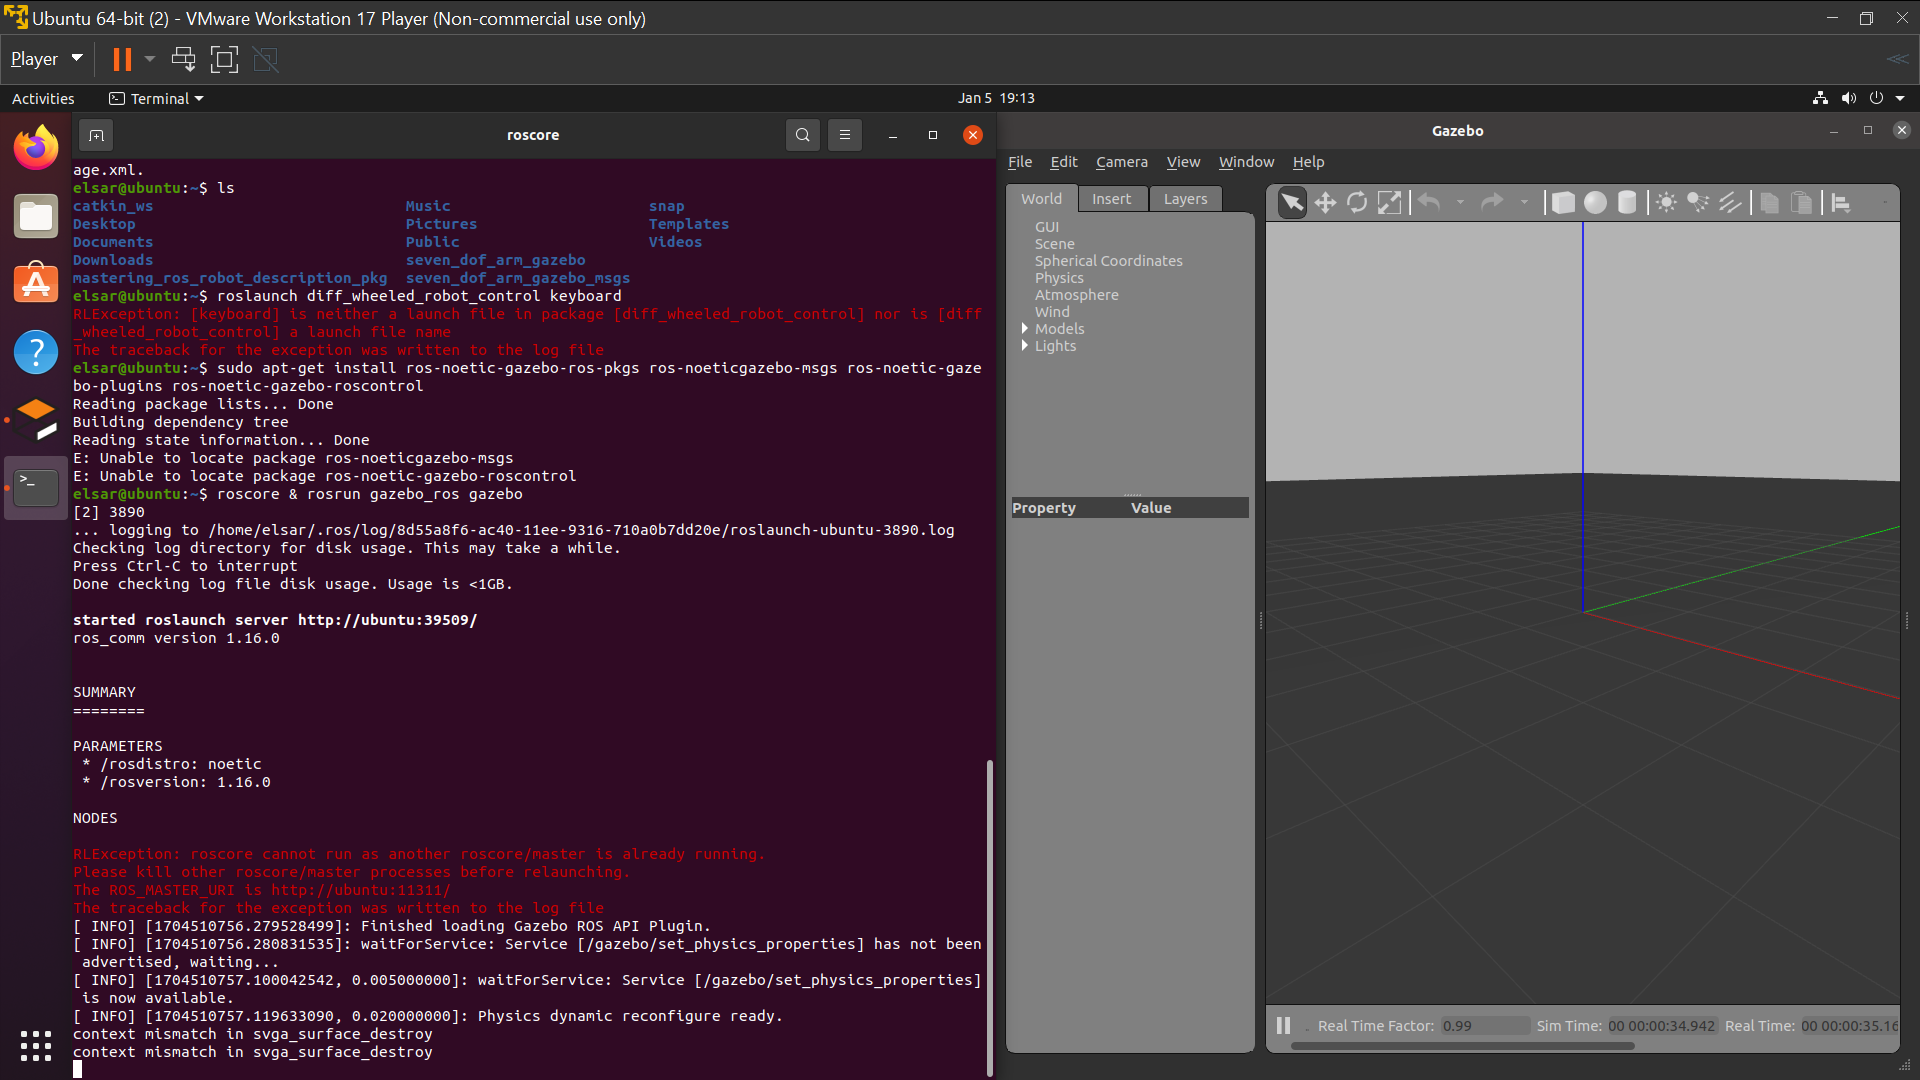 Ubuntu 64-bit (2) - VMware Workstation 17 Player (Non-commercial use only)
Player
Activities
Terminal
Jan 5 19:13
roscore
age.xml.
elsar@ubuntu:~$ ls
catkin_ws Music snap
Desktop Pictures Templates
Documents Public Videos
Downloads seven_dof_arm_gazebo
mastering_ros_robot_description_pkg seven_dof_arm_gazebo_msgs
elsar@ubuntu:~$ roslaunch diff_wheeled_robot_control keyboard
RLException: [keyboard] is neither a launch file in package [diff_wheeled_robot_control] nor is [diff
_wheeled_robot_control] a launch file name
The traceback for the exception was written to the log file
elsar@ubuntu:~$ sudo apt-get install ros-noetic-gazebo-ros-pkgs ros-noeticgazebo-msgs ros-noetic-gaze
bo-plugins ros-noetic-gazebo-roscontrol
Reading package lists... Done
Building dependency tree
Reading state information... Done
E: Unable to locate package ros-noeticgazebo-msgs
E: Unable to locate package ros-noetic-gazebo-roscontrol
elsar@ubuntu:~$ roscore & rosrun gazebo_ros gazebo
[2] 3890
... logging to /home/elsar/.ros/log/8d55a8f6-ac40-11ee-9316-710a0b7dd20e/roslaunch-ubuntu-3890.log
Checking log directory for disk usage. This may take a while.
Press Ctrl-C to interrupt
Done checking log file disk usage. Usage is <1GB.
started roslaunch server http://ubuntu:39509/
ros_comm version 1.16.0
SUMMARY
========
PARAMETERS
* /rosdistro: noetic
* /rosversion: 1.16.0
NODES
RLException: roscore cannot run as another roscore/master is already running.
Please kill other roscore/master processes before relaunching.
The ROS_MASTER_URI is http://ubuntu:11311/
The traceback for the exception was written to the log file
[ INFO] [1704510756.279528499]: Finished loading Gazebo ROS API Plugin.
[ INFO] [1704510756.280831535]: waitForService: Service [/gazebo/set_physics_properties] has not been
advertised, waiting...
[ INFO] [1704510757.100042542, 0.005000000]: waitForService: Service [/gazebo/set_physics_properties]
is now available.
[ INFO] [1704510757.119633090, 0.020000000]: Physics dynamic reconfigure ready.
context mismatch in svga_surface_destroy
context mismatch in svga_surface_destroy
Gazebo
File Edit Camera View Window Help
World Insert Layers
GUI
Scene
Spherical Coordinates
Physics
Atmosphere
Wind
Models
Lights
Property Value
Real Time Factor: 0.99 Sim Time: 00 00:00:34.942 Real Time: 00 00:00:35.16